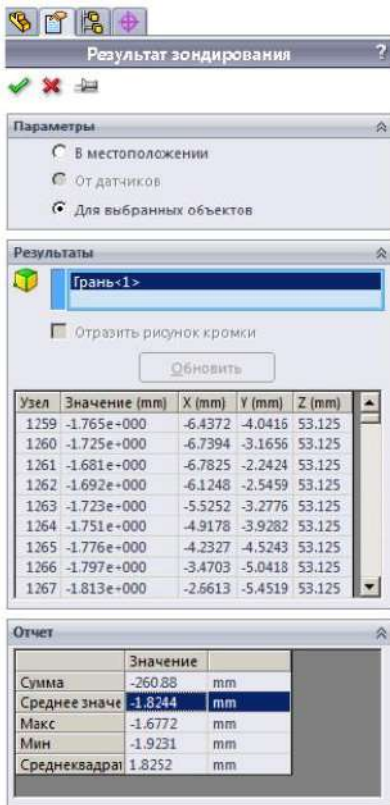 Результат зондирования ?
Параметры
В местоположении
От датчиков
Для выбранных объектов
Результаты
Грань<1>
Отразить рисунок кромки
Обновить
Узел Значение (mm) X (mm) Y (mm) Z (mm)
1259 -1.765e+000 -6.4372 -4.0416 53.125
1260 -1.725e+000 -6.7394 -3.1656 53.125
1261 -1.681e+000 -6.7825 -2.2424 53.125
1262 -1.692e+000 -6.1248 -2.5459 53.125
1263 -1.723e+000 -5.5252 -3.2776 53.125
1264 -1.751e+000 -4.9178 -3.9282 53.125
1265 -1.776e+000 -4.2327 -4.5243 53.125
1266 -1.797e+000 -3.4703 -5.0418 53.125
1267 -1.813e+000 -2.6613 -5.4519 53.125
Отчет
Значение
Сумма -260.88 mm
Среднее значе -1.8244 mm
Макс -1.6772 mm
Мин -1.9231 mm
Среднеквадрат 1.8252 mm